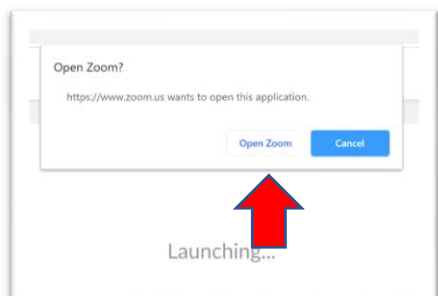 Open Zoom?
https://www.zoom.us wants to open this application.
Open Zoom Cancel
Launching...